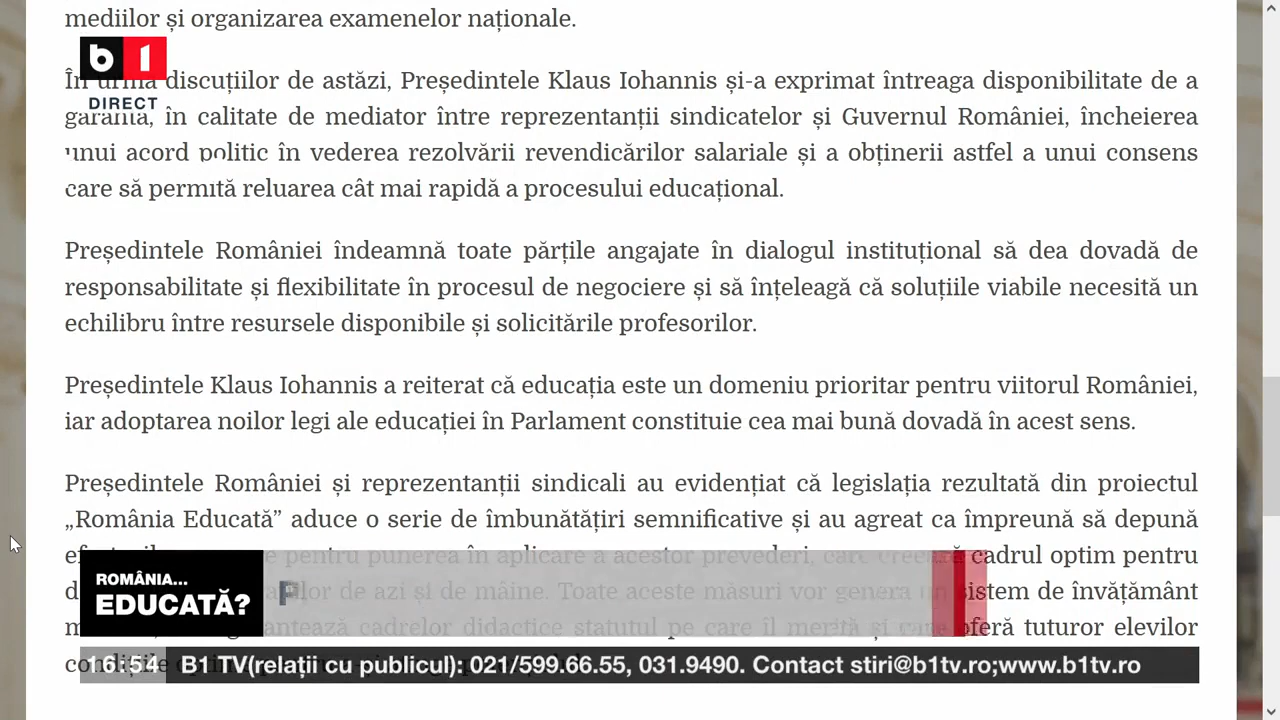 mediilor și organizarea examenelor naționale.
b1
DIRECT
În urma discuțiilor de astăzi, Președintele Klaus Iohannis și-a exprimat întreaga disponibilitate de a
garanta, în calitate de mediator între reprezentanții sindicatelor și Guvernul României, încheierea
unui acord politic în vederea rezolvării revendicărilor salariale și a obținerii astfel a unui consens
care să permită reluarea cât mai rapidă a procesului educațional.
Președintele României îndeamnă toate părțile angajate în dialogul instituțional să dea dovadă de
responsabilitate și flexibilitate în procesul de negociere și să înțeleagă că soluțiile viabile necesită un
echilibru între resursele disponibile și solicitările profesorilor.
Președintele Klaus Iohannis a reiterat că educația este un domeniu prioritar pentru viitorul României,
iar adoptarea noilor legi ale educației în Parlament constituie cea mai bună dovadă în acest sens.
Președintele României și reprezentanții sindicali au evidențiat că legislația rezultată din proiectul
„România Educată” aduce o serie de îmbunătățiri semnificative și au agreat ca împreună să depună
pentru punerea în aplicare a acestor prevederi, care creează cadrul optim pentru
de azi și de mâine. Toate aceste măsuri vor genera un sistem de învățământ
cadrelor didactice statutul pe care îl merită și care oferă tuturor elevilor
ROMÂNIA...
EDUCATĂ?
P
16:54 B1 TV(relații cu publicul): 021/599.66.55, 031.9490. Contact stiri@b1tv.ro;www.b1tv.ro